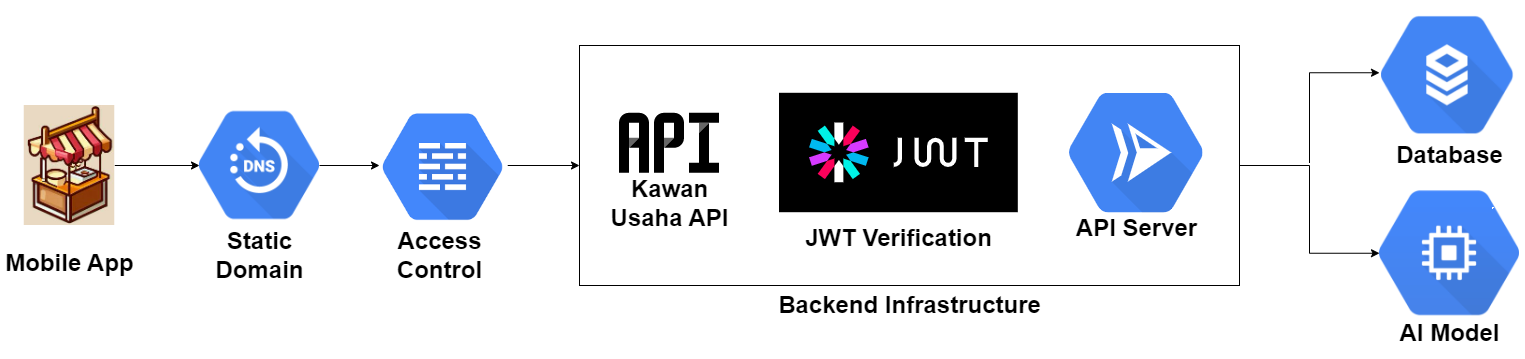 Mobile App
DNS
Static
Domain
Access
Control
API
Kawan
Usaha API
JWT
JWT Verification
API Server
Backend Infrastructure
Database
AI Model